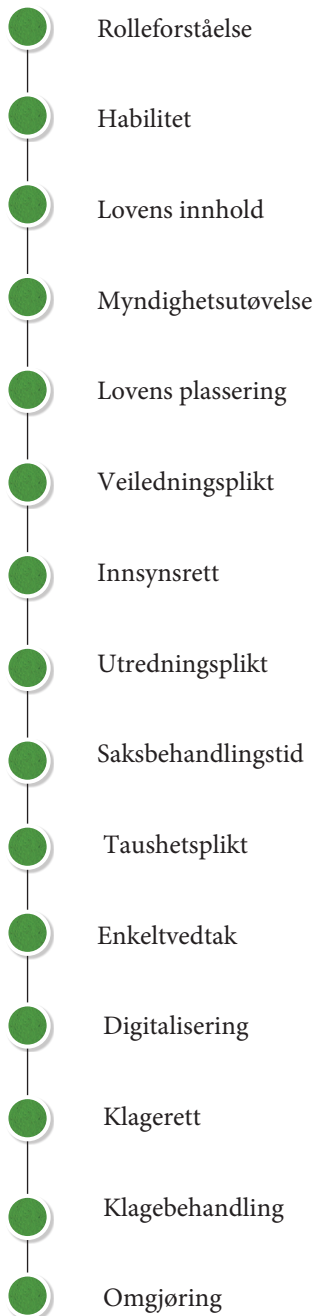 Rolleforståelse
Habilitet
Lovens innhold
Myndighetsutøvelse
Lovens plassering
Veiledningsplikt
Innsynsrett
Utredningsplikt
Saksbehandlingstid
Taushetsplikt
Enkeltvedtak
Digitalisering
Klagerett
Klagebehandling
Omgjøring